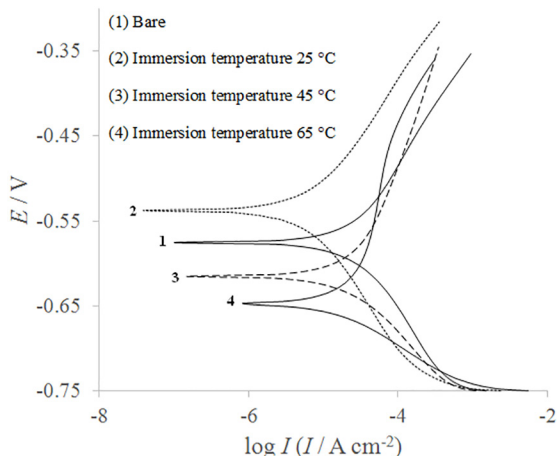 (1) Bare
(2) Immersion temperature 25 °C
(3) Immersion temperature 45 °C
(4) Immersion temperature 65 °C
-0.35
-0.45
-0.55
-0.65
-0.75
E / V
2
1
3
4
-8
-6
-4
-2
log I (I / A cm⁻²)